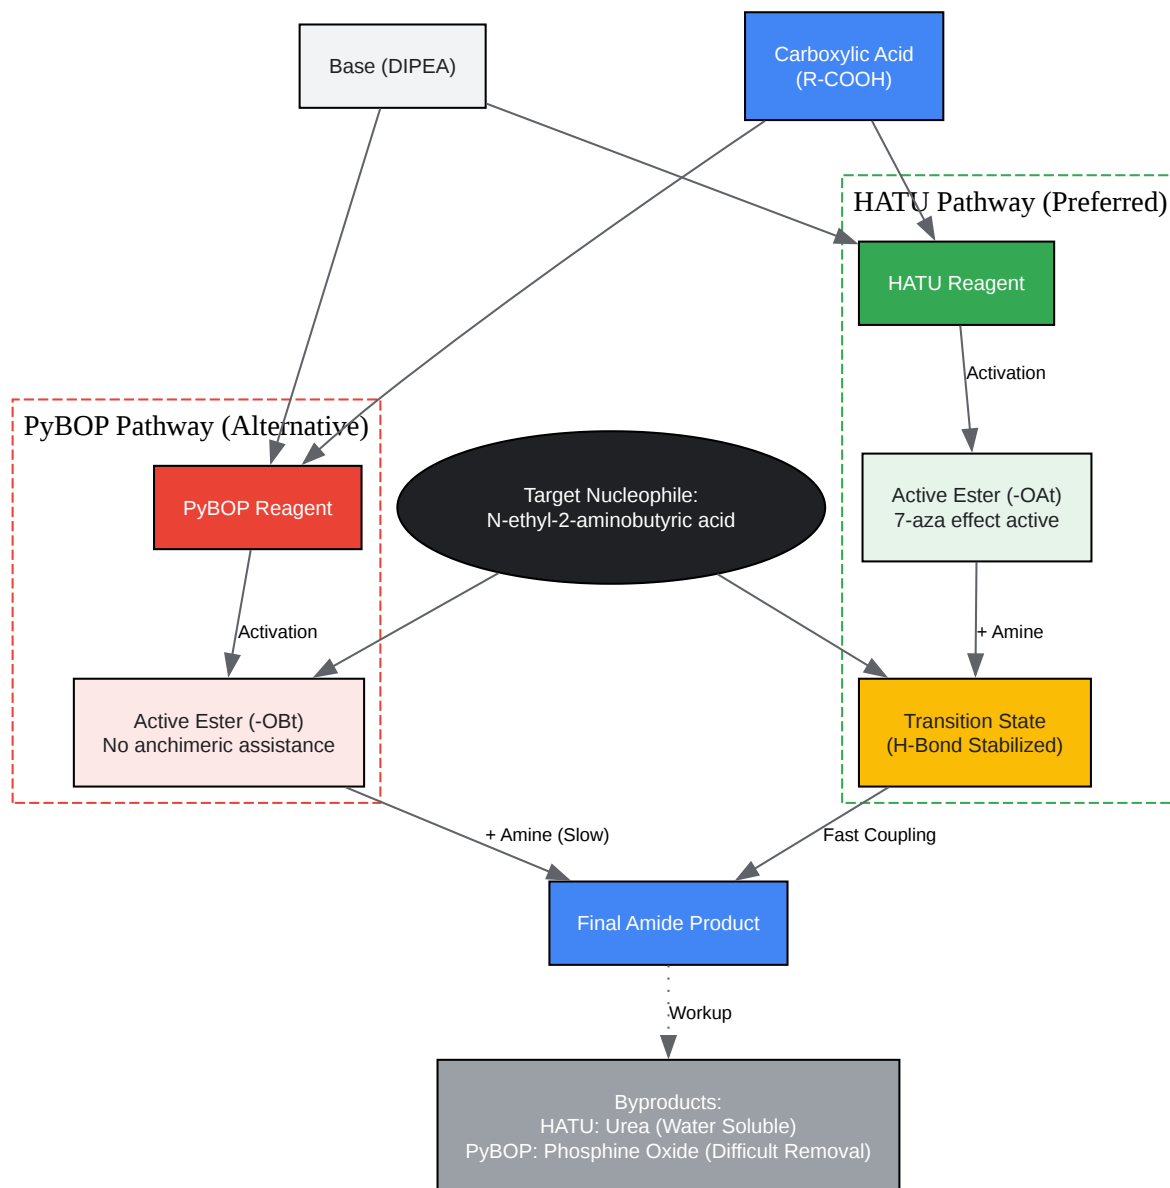 Base (DIPEA)
Carboxylic Acid
(R-COOH)
HATU Pathway (Preferred)
HATU Reagent
Activation
PyBOP Pathway (Alternative)
PyBOP Reagent
Target Nucleophile:
N-ethyl-2-aminobutyric acid
Active Ester (-OAt)
7-aza effect active
Activation
+ Amine
Active Ester (-OBt)
No anchimeric assistance
Transition State
(H-Bond Stabilized)
+ Amine (Slow)
Fast Coupling
Final Amide Product
Workup
Byproducts:
HATU: Urea (Water Soluble)
PyBOP: Phosphine Oxide (Difficult Removal)